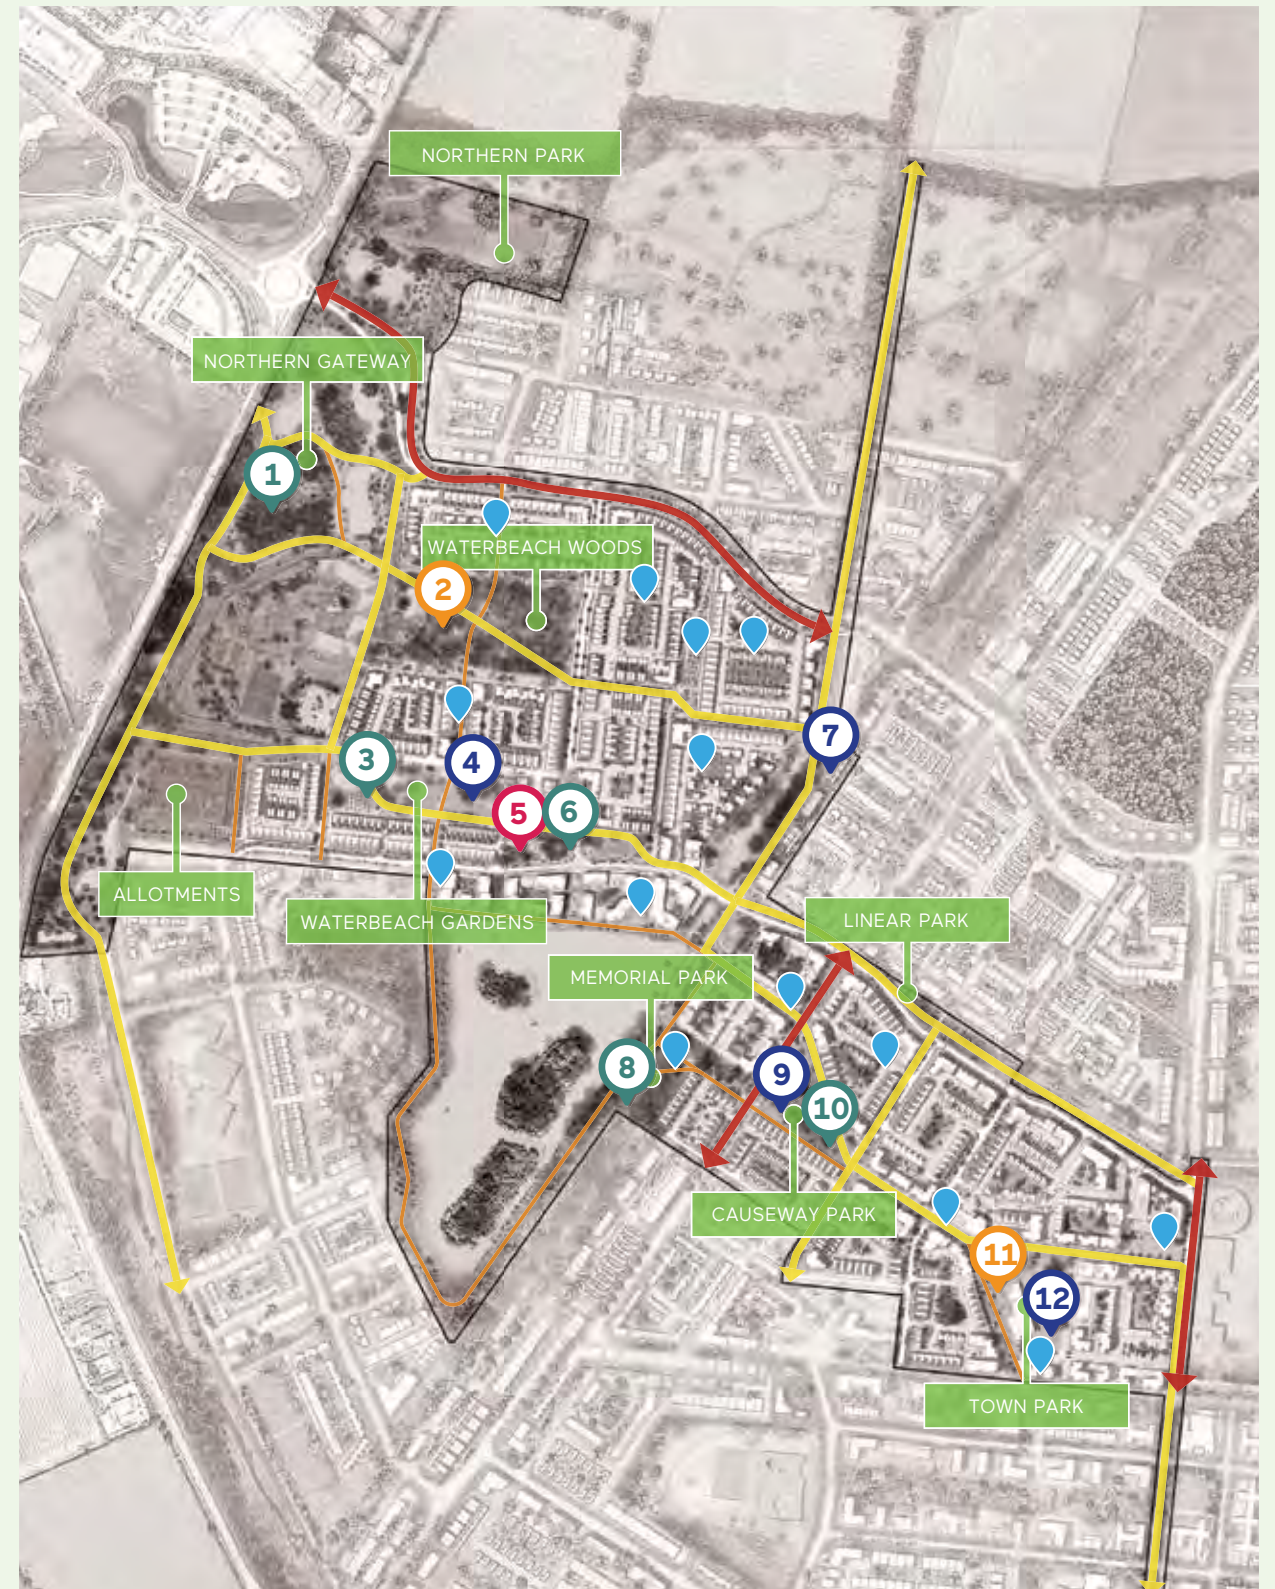 NORTHERN PARK
NORTHERN GATEWAY
1
WATERBEACH WOODS
2
7
3
4
5
6
ALLOTMENTS
WATERBEACH GARDENS
LINEAR PARK
MEMORIAL PARK
8
9
10
CAUSEWAY PARK
11
12
TOWN PARK